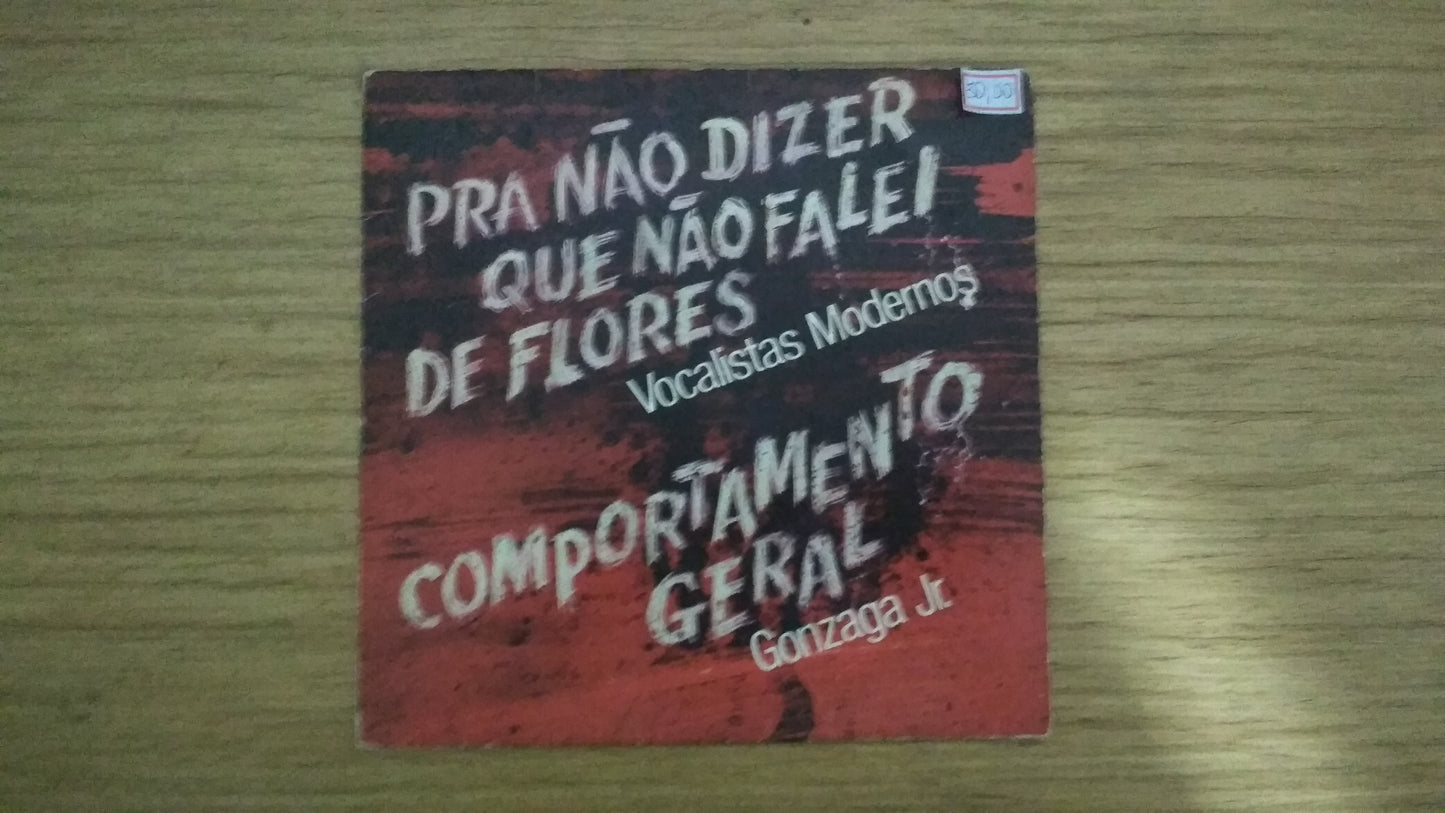 30,00
PRA NÃO DIZER
QUE NÃO FALEI
DE FLORES
Vocalistas Modernos
COMPORTAMENTO
GERAL
Gonzaga Jr.